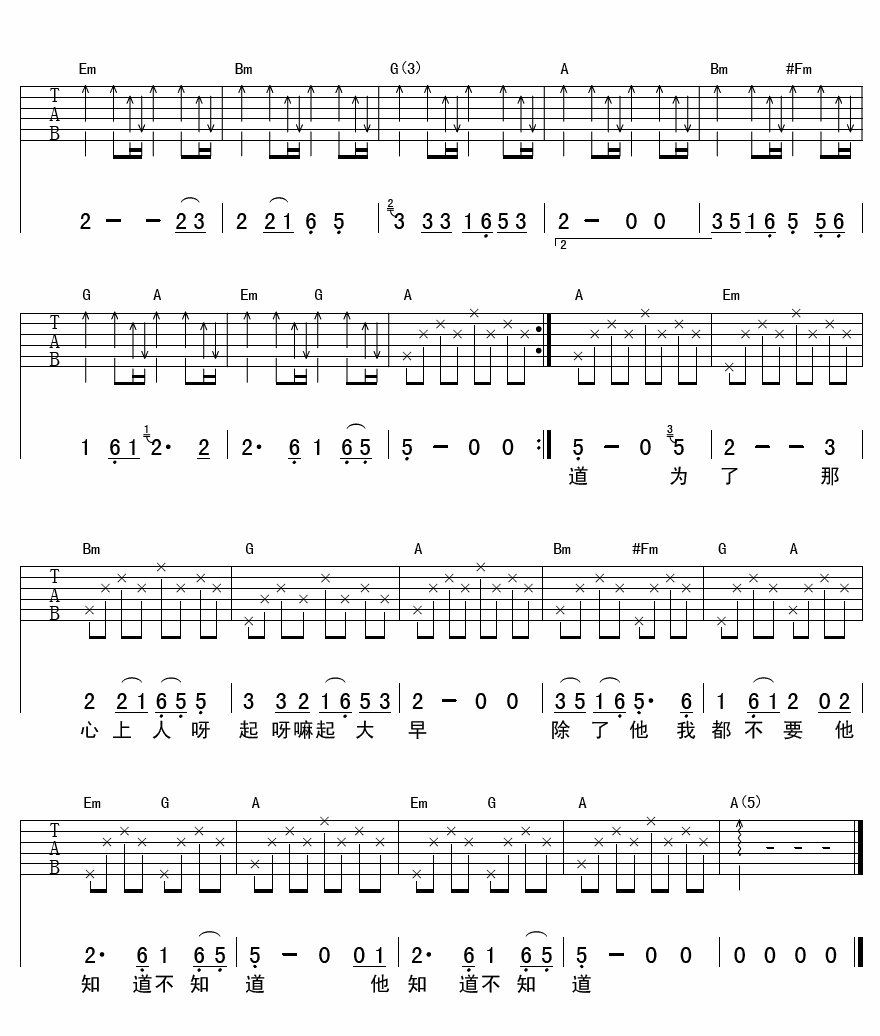 Em Bm G(3) A Bm #Fm
T
A
B
2 - - 2 3 2 2 1 6 5 2 3 3 3 1 6 5 3 2 - 0 0 3 5 1 6 5 5 6
2
G A Em G A A Em
T
A
B
1 6 1 1 2· 2 2· 6 1 6 5 5 - 0 0 : 5 - 0 3 5 2 - - 3
道 为 了 那
Bm G A Bm #Fm G A
T
A
B
2 2 1 6 5 5 3 3 2 1 6 5 3 2 - 0 0 3 5 1 6 5· 6 1 6 1 2 0 2
心 上 人 呀 起 呀 嘛 起 大 早 除 了 他 我 都 不 要 他
Em G A Em G A A(5)
T
A
B
2· 6 1 6 5 5 - 0 0 1 2· 6 1 6 5 5 - 0 0 0 0 0 0
知 道 不 知 道 他 知 道 不 知 道